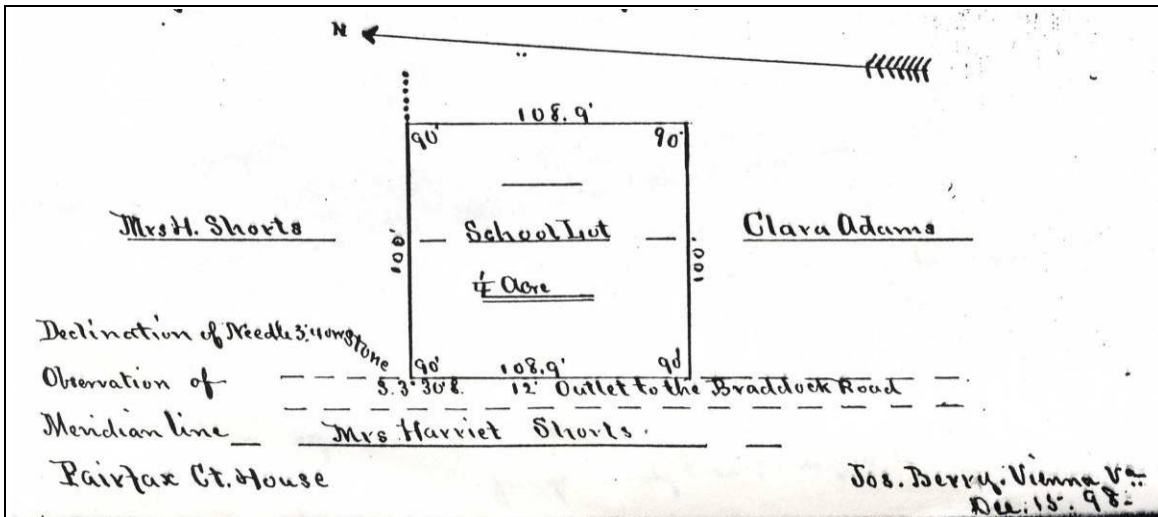 N
108.9'
90° 90°
Mrs H. Shorts
100'
School Lot
¼ Acre
100'
Clara Adams
Declination of Needle 3°.40 W Stone
90° 108.9' 90°
Observation of
S. 3° 30' E. 12' Outlet to the Braddock Road
Meridian line
Mrs Harriet Shorts.
Fairfax Ct. House
Jos. Berry. Vienna Va.
Dec. 15. 98